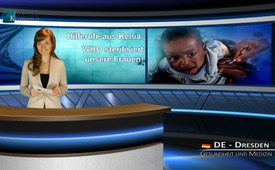 Hilferufe aus Kenia:
WHO sterilisiert
unsere Frauen!
DE - Dresden
Gesundheit und Medizin